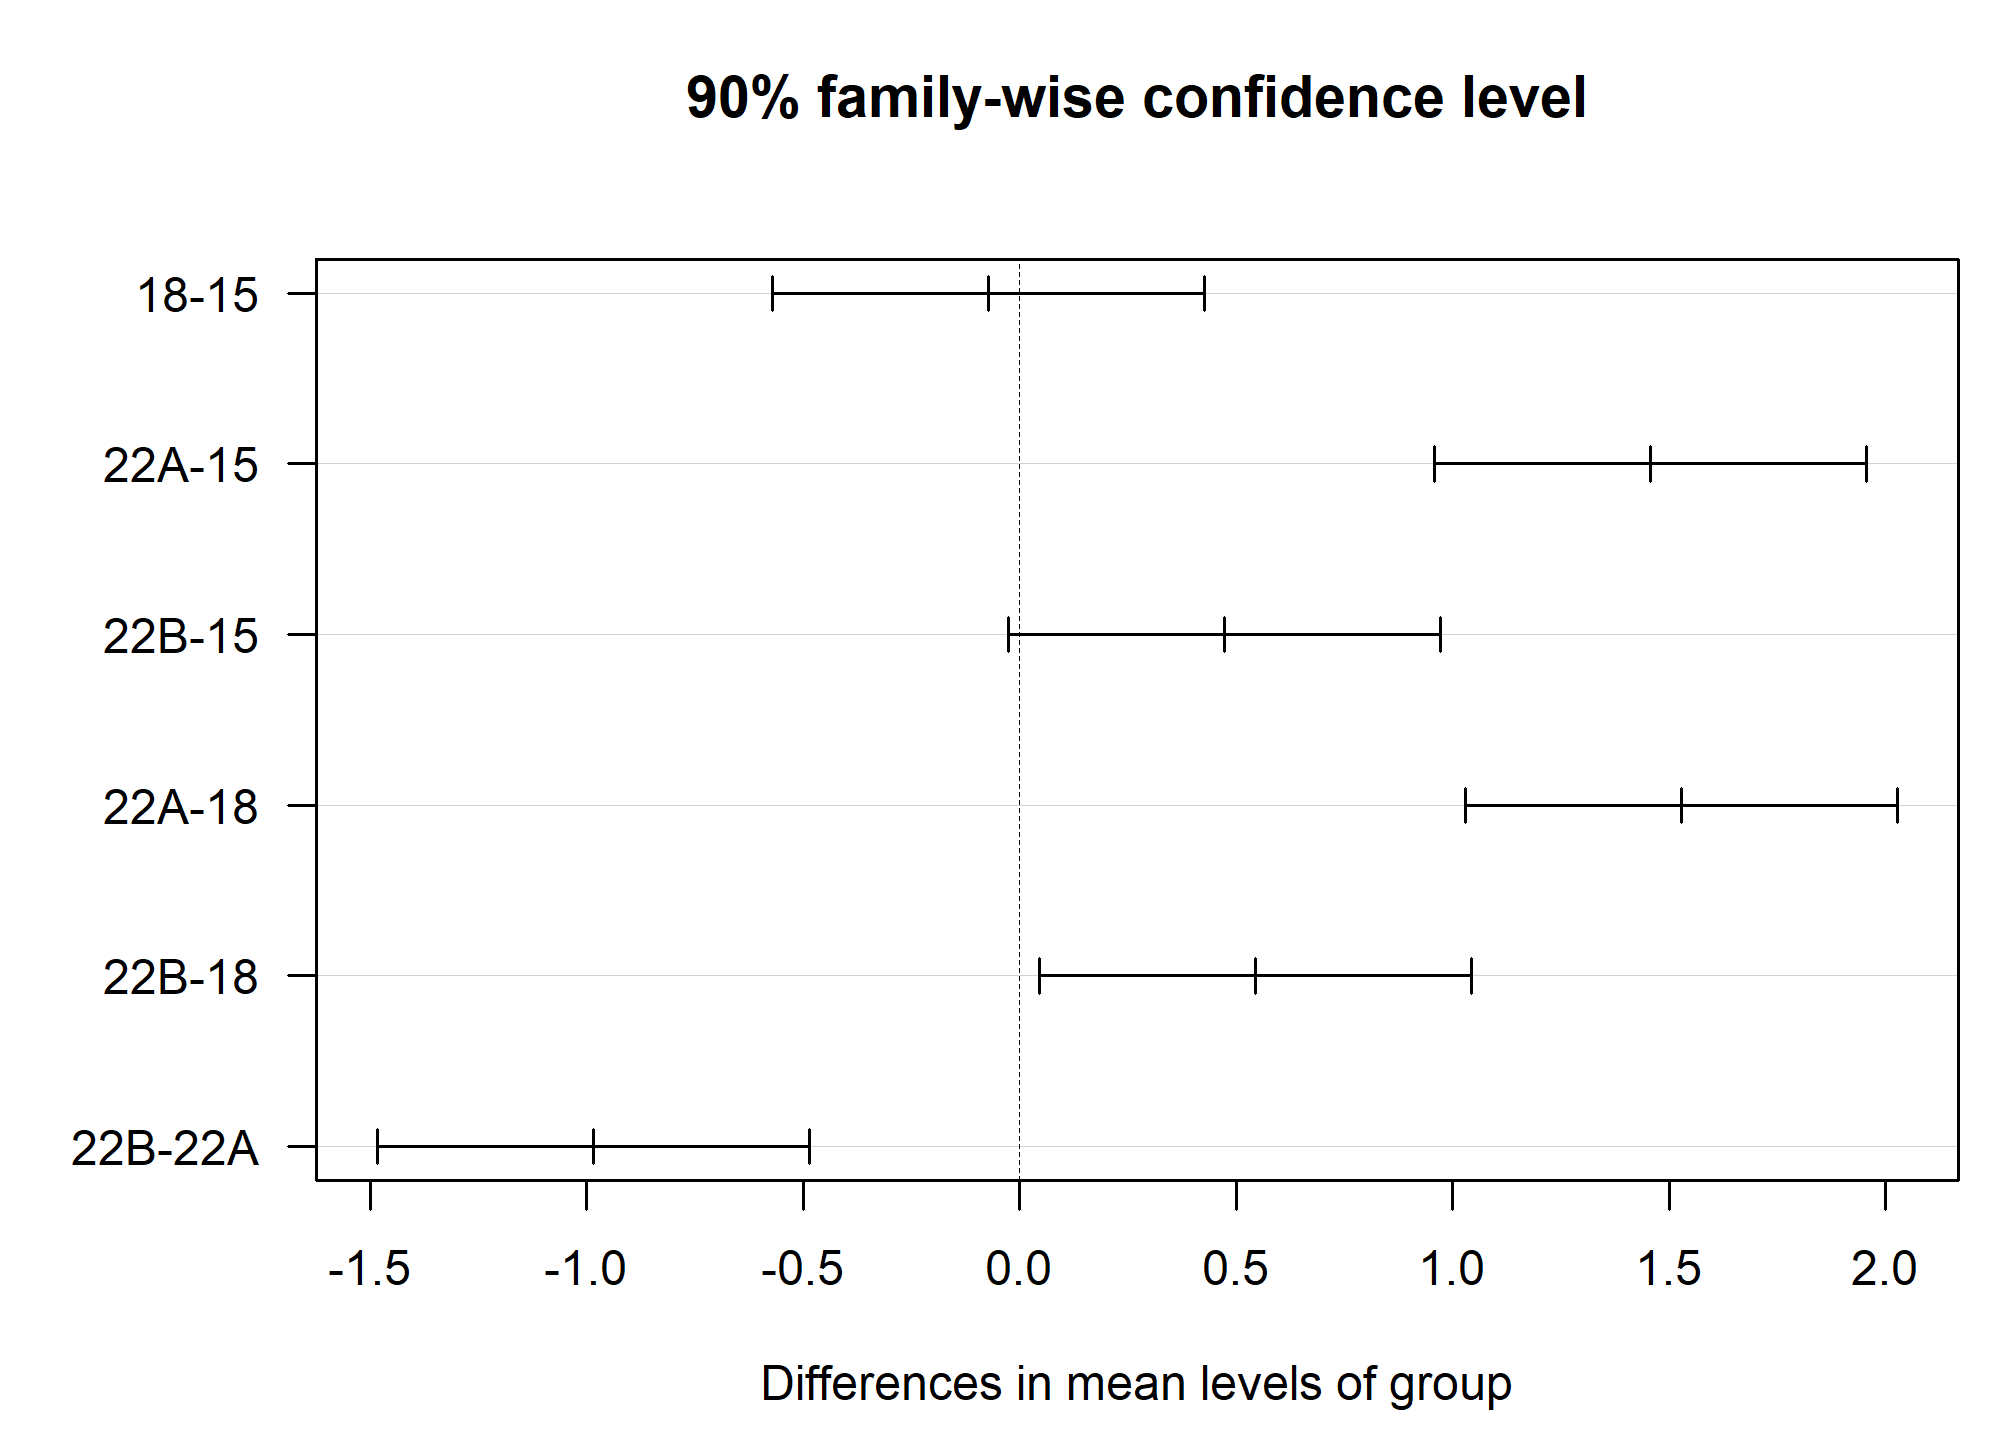 90% family-wise confidence level
18-15
22A-15
22B-15
22A-18
22B-18
22B-22A
-1.5 -1.0 -0.5 0.0 0.5 1.0 1.5 2.0
Differences in mean levels of group